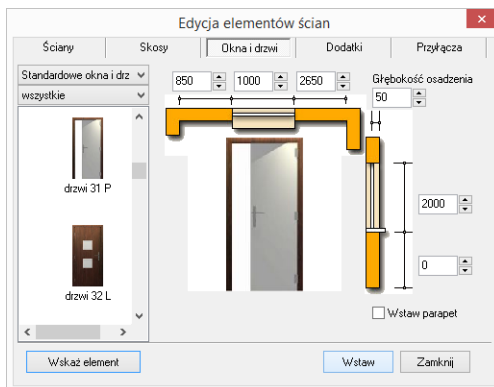 Edycja elementów ścian
Ściany Skosy Okna i drzwi Dodatki Przyłącza
Standardowe okna i drz
wszystkie
850 1000 2650
Głębokość osadzenia
50
drzwi 31 P
drzwi 32 L
2000
0
Wstaw parapet
Wskaż element Wstaw Zamknij